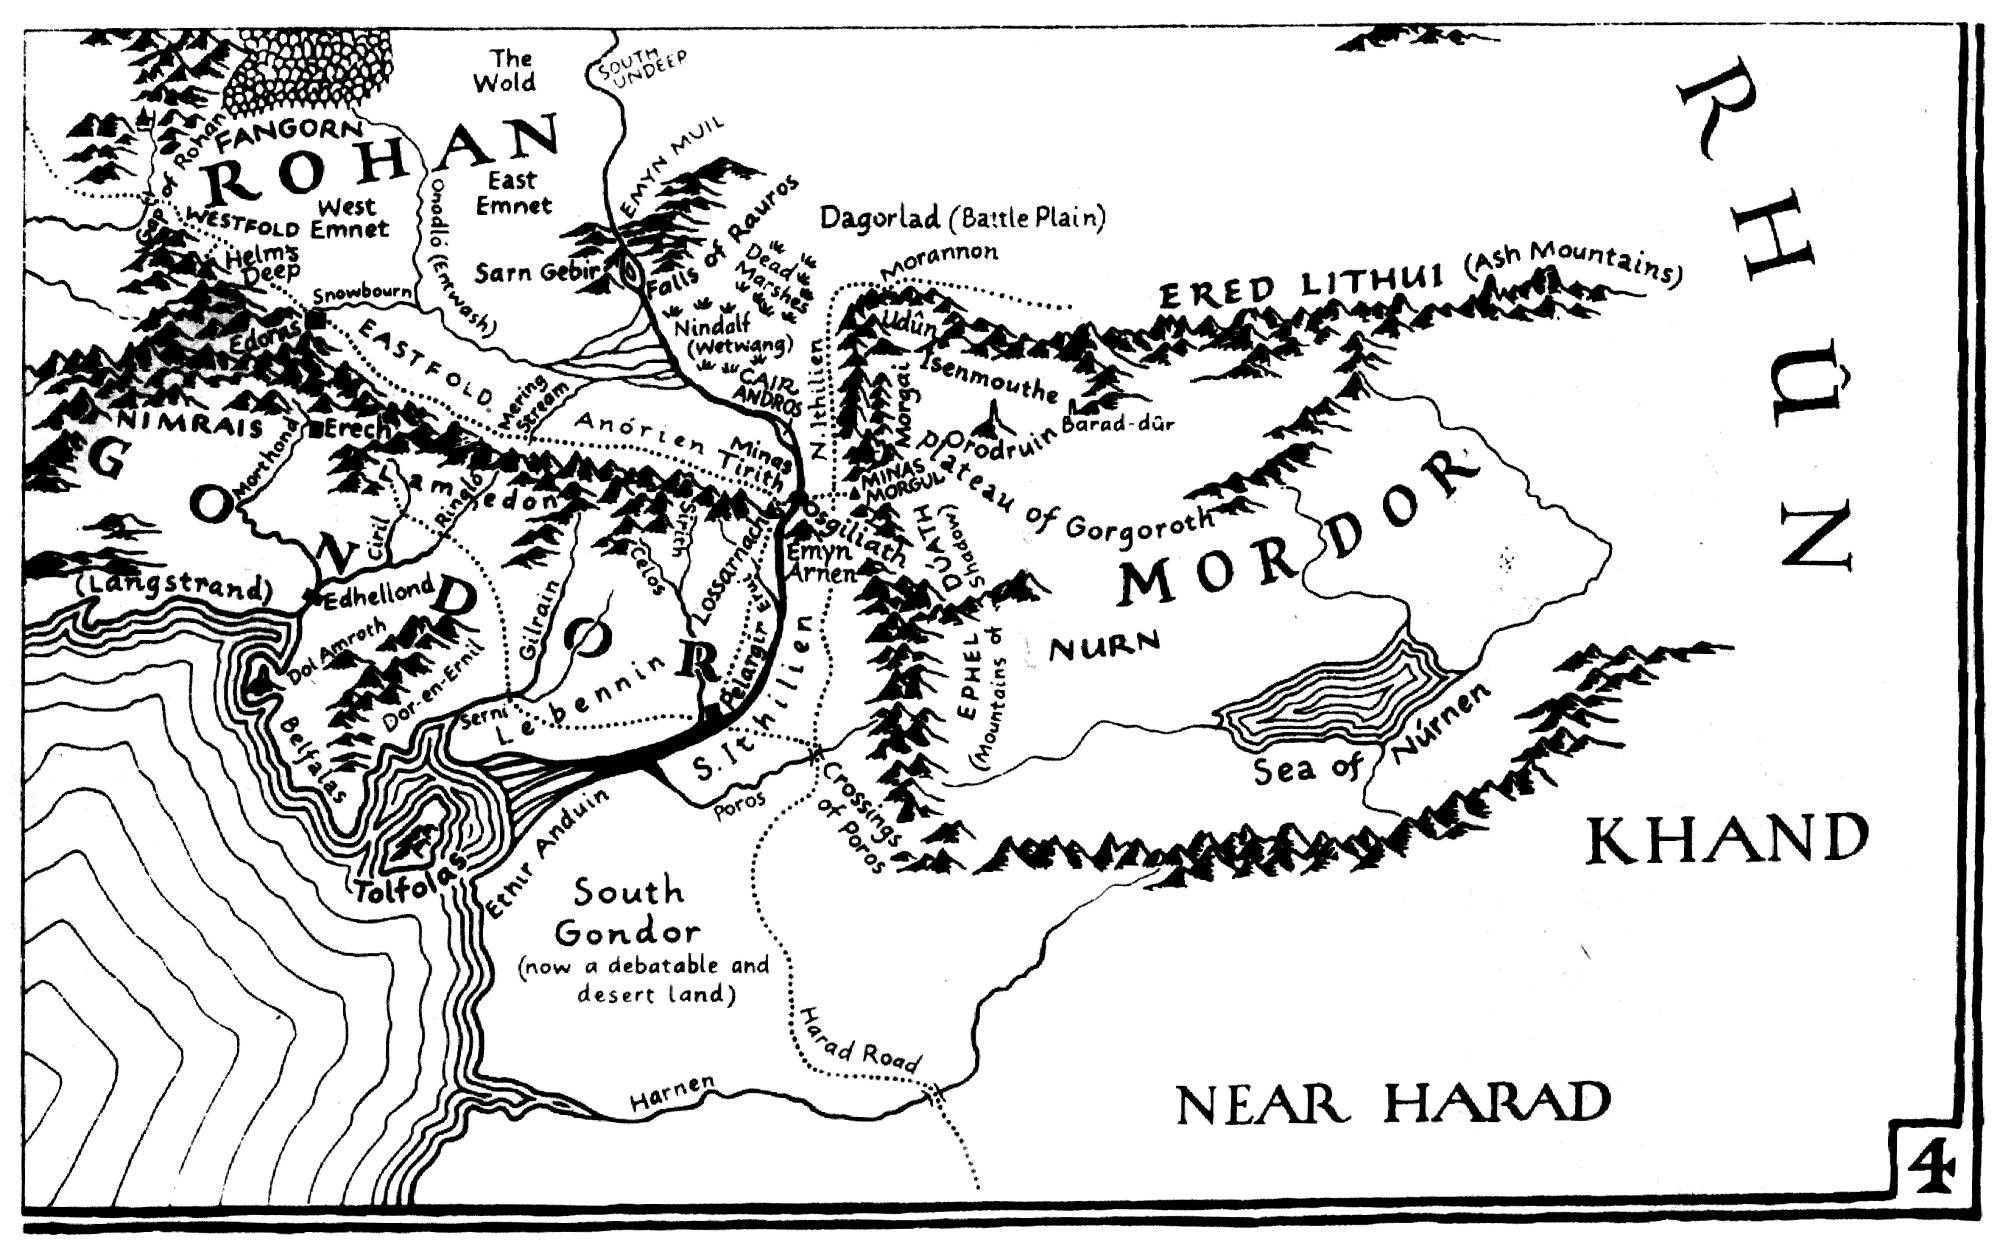 The
Wold
SOUTH
UNDEEP
FANGORN
Gap of Rohan
ROHAN
EMYN MUIL
East
Emnet
West
Emnet
WESTFOLD
Helm's
Deep
Onodló (Entwash)
Sarn Gebir
Falls of Rauros
Dead
Marshes
Dagorlad (Battle Plain)
Morannon
ERED LITHUI (Ash Mountains)
RHÛN
Snowbourn
Edoras
EASTFOLD
Nindalf
(Wetwang)
CAIR
ANDROS
N. Ithilien
Udûn
Isenmouthe
Morgai
Barad-dûr
Orodruin
Plateau of Gorgoroth
Mering
Stream
Anórien
Minas
Tirith
NIMRAIS
Erech
Morthond
GONDOR
Lamedon
Ringló
Ciril
MINAS
MORGUL
Osgiliath
Emyn
Arnen
Sirith
Celos
Lossarnach
Erui
Gilrain
(Langstrand)
Edhellond
Dol Amroth
Dor-en-Ernil
Belfalas
Serni
Lebennin
Pelargir
S. Ithilien
EPHEL DÚATH
(Mountains of Shadow)
MORDOR
NURN
Sea of Núrnen
Poros
Crossings
of Poros
Tolfolas
Ethir Anduin
KHAND
South
Gondor
(now a debatable and
desert land)
Harad Road
Harnen
NEAR HARAD
4